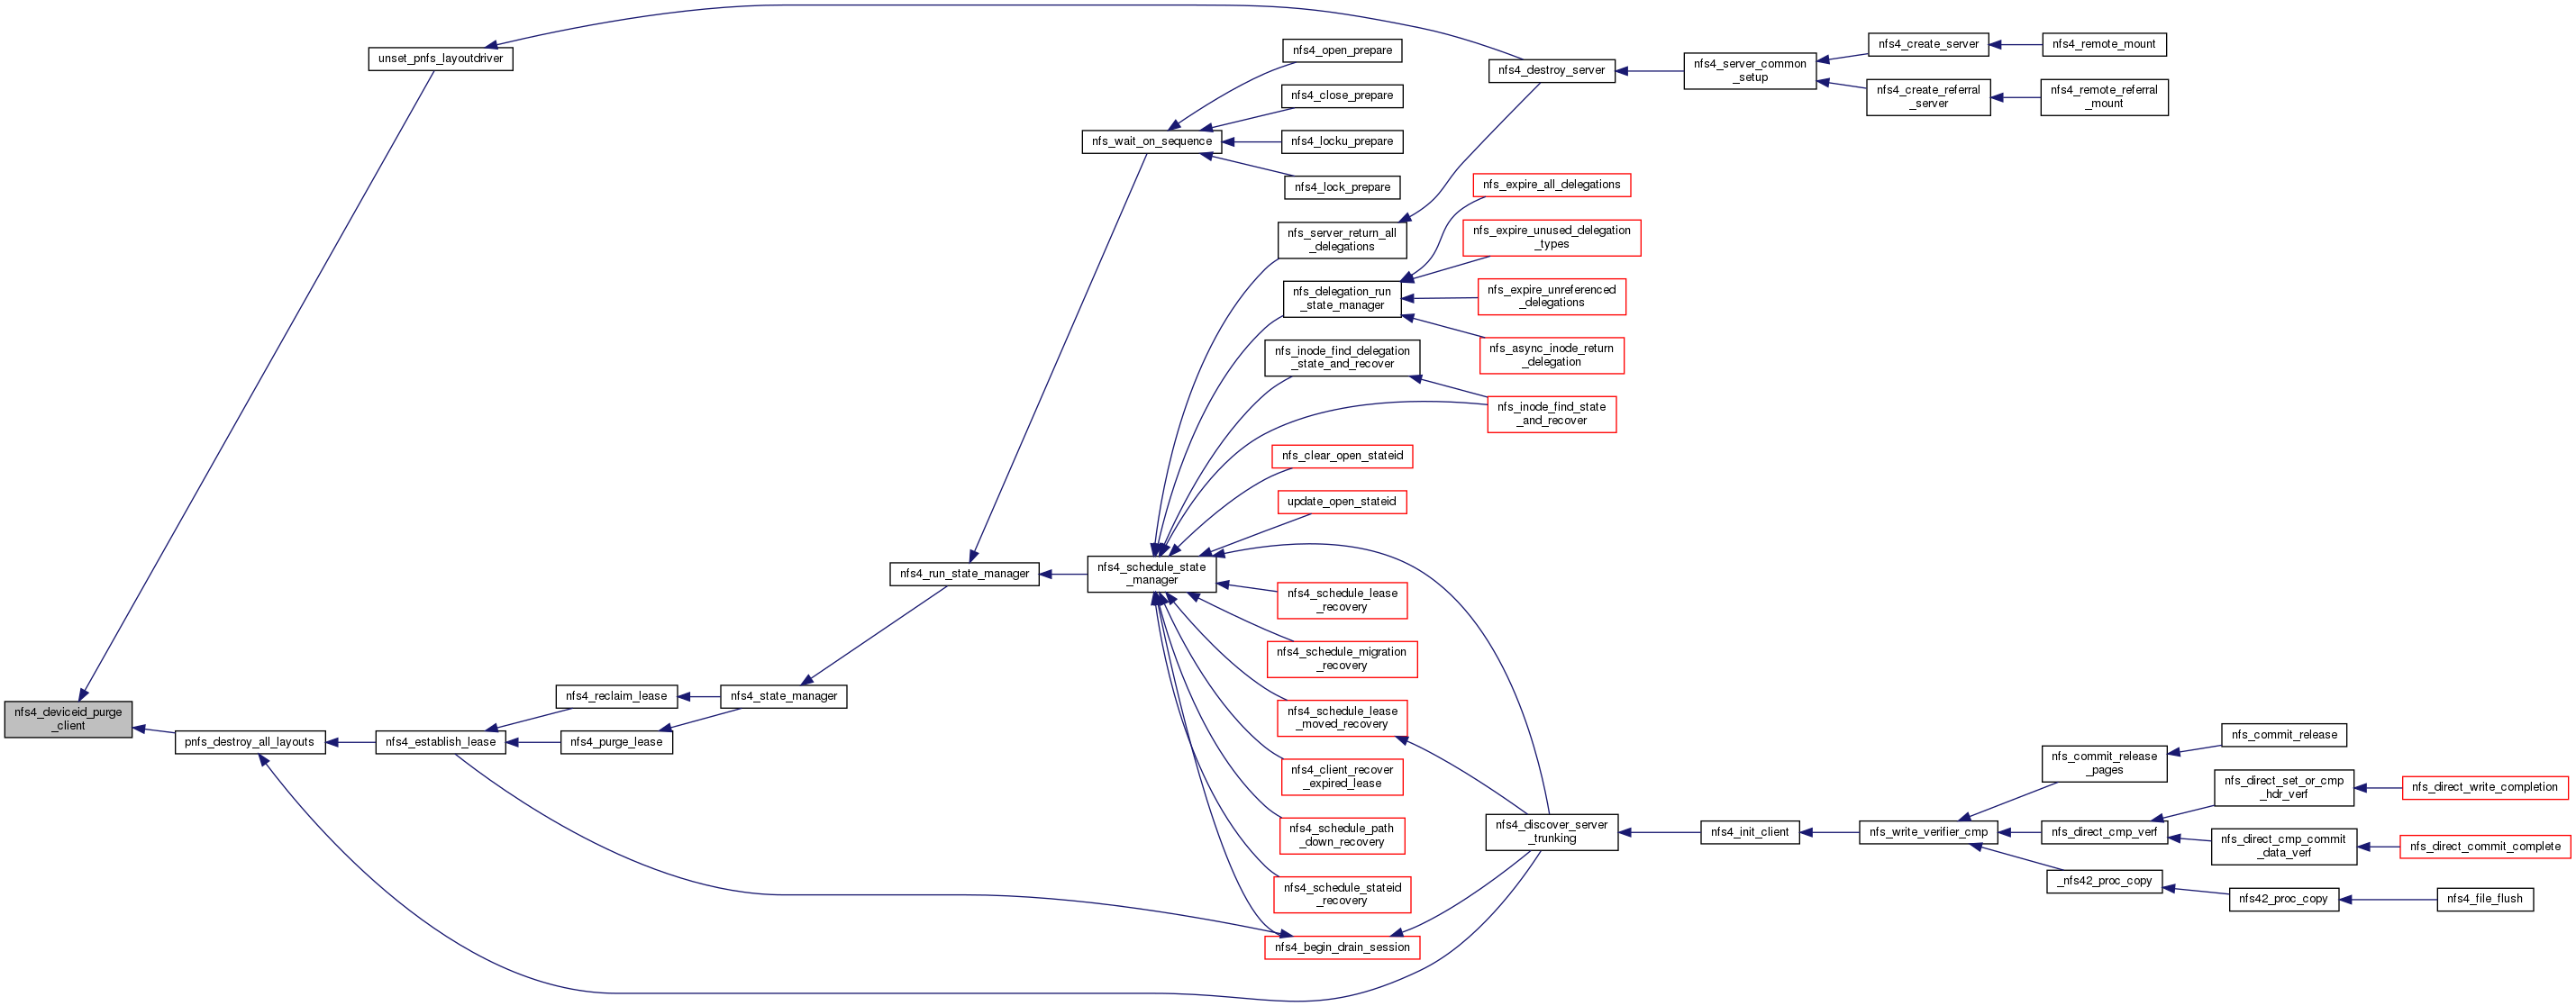 nfs4_deviceid_purge
_client
unset_pnfs_layoutdriver
pnfs_destroy_all_layouts
nfs4_establish_lease
nfs4_reclaim_lease
nfs4_purge_lease
nfs4_state_manager
nfs4_run_state_manager
nfs_wait_on_sequence
nfs4_open_prepare
nfs4_close_prepare
nfs4_locku_prepare
nfs4_lock_prepare
nfs4_schedule_state
_manager
nfs_server_return_all
_delegations
nfs_delegation_run
_state_manager
nfs_inode_find_delegation
_state_and_recover
nfs_clear_open_stateid
update_open_stateid
nfs4_schedule_lease
_recovery
nfs4_schedule_migration
_recovery
nfs4_schedule_lease
_moved_recovery
nfs4_client_recover
_expired_lease
nfs4_schedule_path
_down_recovery
nfs4_schedule_stateid
_recovery
nfs4_begin_drain_session
nfs4_destroy_server
nfs_expire_all_delegations
nfs_expire_unused_delegation
_types
nfs_expire_unreferenced
_delegations
nfs_async_inode_return
_delegation
nfs_inode_find_state
_and_recover
nfs4_discover_server
_trunking
nfs4_server_common
_setup
nfs4_create_server
nfs4_remote_mount
nfs4_create_referral
_server
nfs4_remote_referral
_mount
nfs4_init_client
nfs_write_verifier_cmp
nfs_commit_release
_pages
nfs_commit_release
nfs_direct_cmp_verf
nfs_direct_set_or_cmp
_hdr_verf
nfs_direct_write_completion
nfs_direct_cmp_commit
_data_verf
nfs_direct_commit_complete
_nfs42_proc_copy
nfs42_proc_copy
nfs4_file_flush